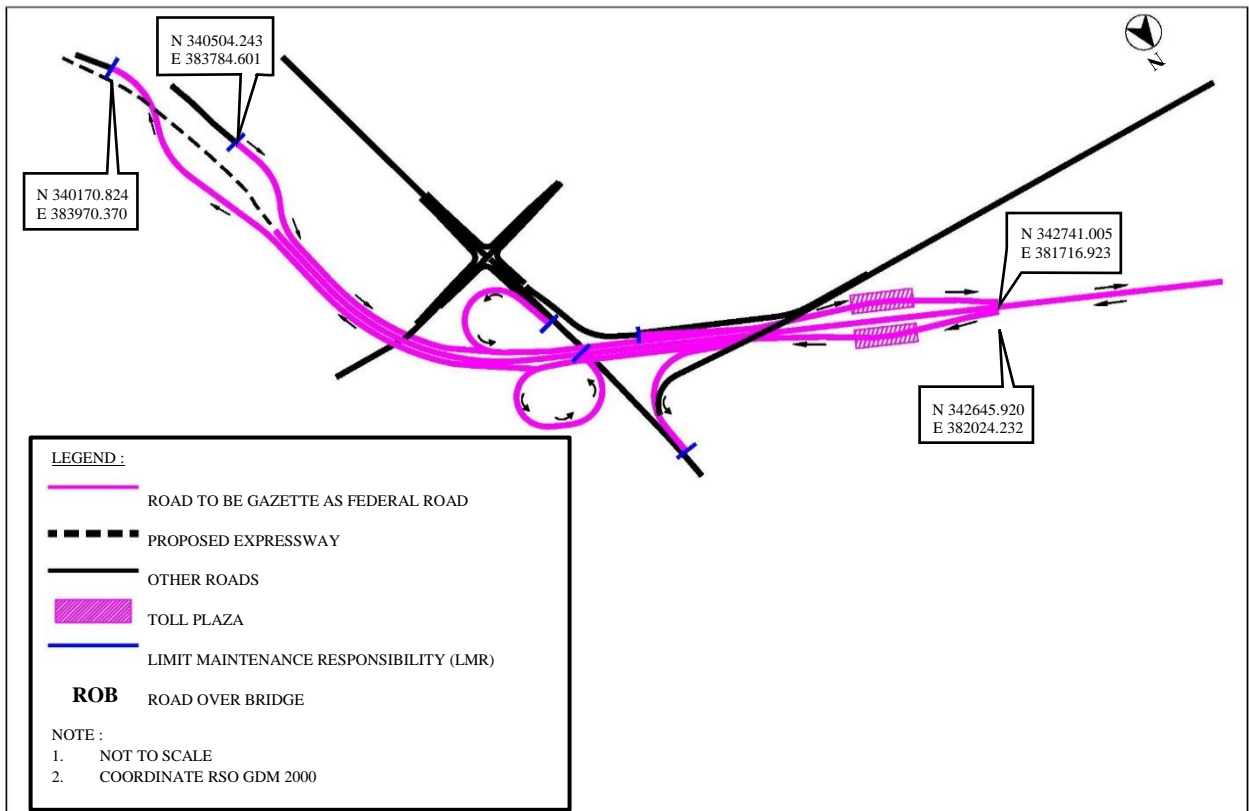 N 340504.243
E 383784.601
N
N 340170.824
E 383970.370
N 342741.005
E 381716.923
N 342645.920
E 382024.232
LEGEND :
ROAD TO BE GAZETTE AS FEDERAL ROAD
PROPOSED EXPRESSWAY
OTHER ROADS
TOLL PLAZA
LIMIT MAINTENANCE RESPONSIBILITY (LMR)
ROB ROAD OVER BRIDGE
NOTE :
1. NOT TO SCALE
2. COORDINATE RSO GDM 2000